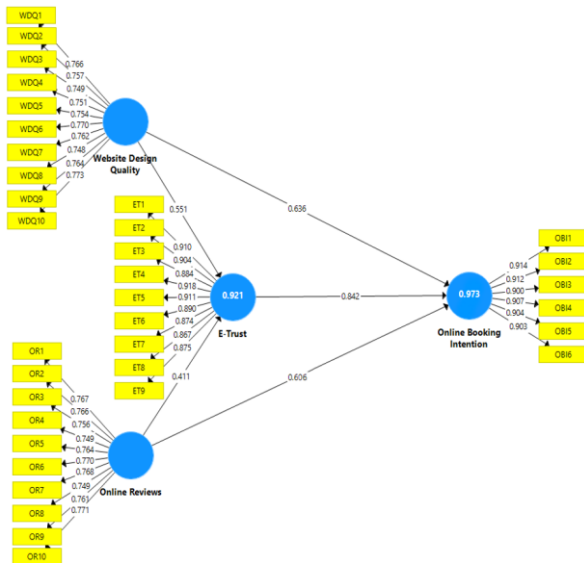 WDQ1
WDQ2
WDQ3
WDQ4
WDQ5
WDQ6
WDQ7
WDQ8
WDQ9
WDQ10
0.766
0.757
0.749
0.751
0.754
0.770
0.762
0.748
0.764
0.773
Website Design
Quality
0.551
0.636
ET1
ET2
ET3
ET4
ET5
ET6
ET7
ET8
ET9
0.910
0.904
0.884
0.918
0.911
0.890
0.874
0.867
0.875
0.921
E-Trust
0.842
0.411
0.606
0.973
Online Booking
Intention
0.914
0.912
0.900
0.907
0.904
0.903
OBI1
OBI2
OBI3
OBI4
OBI5
OBI6
OR1
OR2
OR3
OR4
OR5
OR6
OR7
OR8
OR9
OR10
0.767
0.766
0.756
0.749
0.764
0.770
0.768
0.749
0.761
0.771
Online Reviews